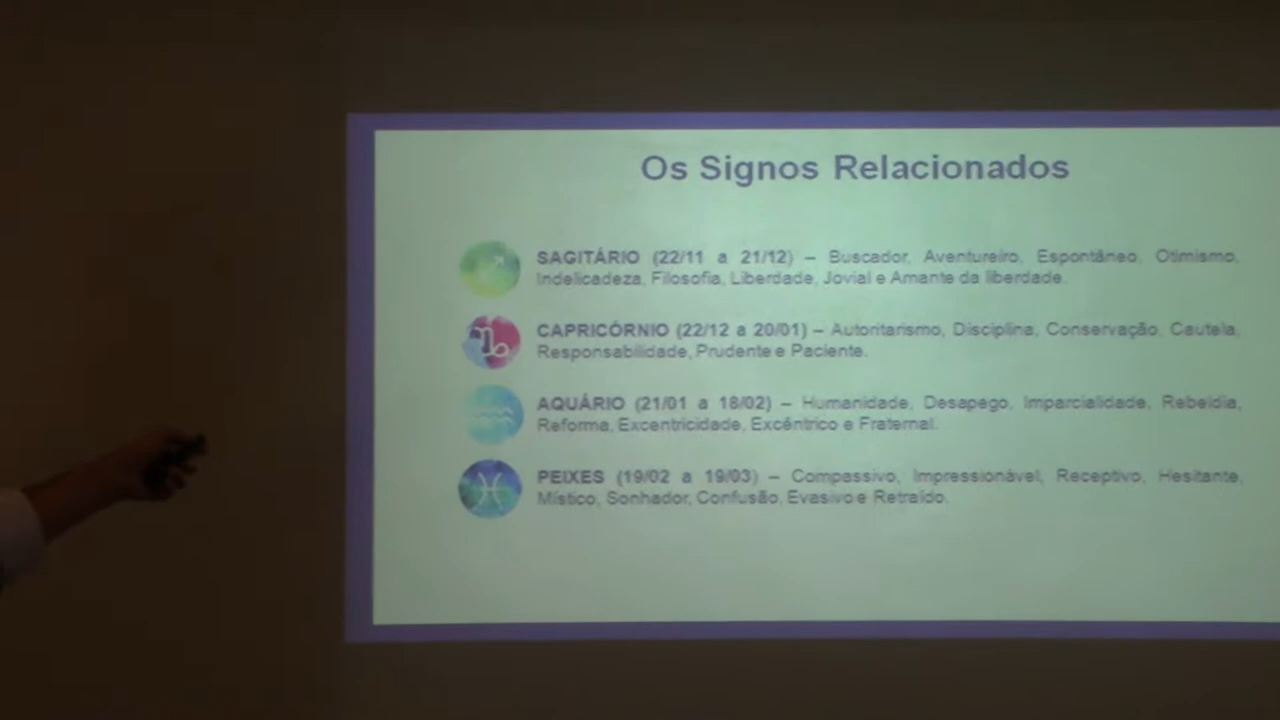 Os Signos Relacionados
SAGITÁRIO (22/11 a 21/12) – Buscador, Aventureiro, Espontâneo, Otimismo,
Indelicadeza, Filosofia, Liberdade, Jovial e Amante da liberdade.
CAPRICÓRNIO (22/12 a 20/01) – Autoritarismo, Disciplina, Conservação, Cautela,
Responsabilidade, Prudente e Paciente.
AQUÁRIO (21/01 a 18/02) – Humanidade, Desapego, Imparcialidade, Rebeldia,
Reforma, Excentricidade, Excêntrico e Fraternal.
PEIXES (19/02 a 19/03) – Compassivo, Impressionável, Receptivo, Hesitante,
Místico, Sonhador, Confusão, Evasivo e Retraído.